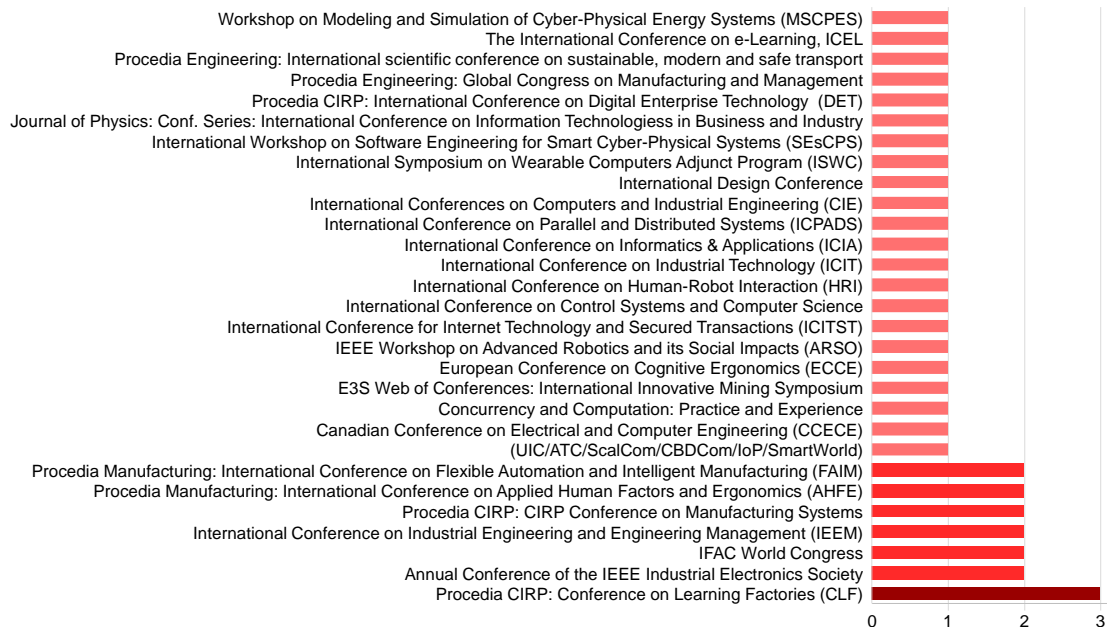 Workshop on Modeling and Simulation of Cyber-Physical Energy Systems (MSCPES)
The International Conference on e-Learning, ICEL
Procedia Engineering: International scientific conference on sustainable, modern and safe transport
Procedia Engineering: Global Congress on Manufacturing and Management
Procedia CIRP: International Conference on Digital Enterprise Technology (DET)
Journal of Physics: Conf. Series: International Conference on Information Technologiess in Business and Industry
International Workshop on Software Engineering for Smart Cyber-Physical Systems (SEsCPS)
International Symposium on Wearable Computers Adjunct Program (ISWC)
International Design Conference
International Conferences on Computers and Industrial Engineering (CIE)
International Conference on Parallel and Distributed Systems (ICPADS)
International Conference on Informatics & Applications (ICIA)
International Conference on Industrial Technology (ICIT)
International Conference on Human-Robot Interaction (HRI)
International Conference on Control Systems and Computer Science
International Conference for Internet Technology and Secured Transactions (ICITST)
IEEE Workshop on Advanced Robotics and its Social Impacts (ARSO)
European Conference on Cognitive Ergonomics (ECCE)
E3S Web of Conferences: International Innovative Mining Symposium
Concurrency and Computation: Practice and Experience
Canadian Conference on Electrical and Computer Engineering (CCECE)
(UIC/ATC/ScalCom/CBDCom/IoP/SmartWorld)
Procedia Manufacturing: International Conference on Flexible Automation and Intelligent Manufacturing (FAIM)
Procedia Manufacturing: International Conference on Applied Human Factors and Ergonomics (AHFE)
Procedia CIRP: CIRP Conference on Manufacturing Systems
International Conference on Industrial Engineering and Engineering Management (IEEM)
IFAC World Congress
Annual Conference of the IEEE Industrial Electronics Society
Procedia CIRP: Conference on Learning Factories (CLF)
0 1 2 3